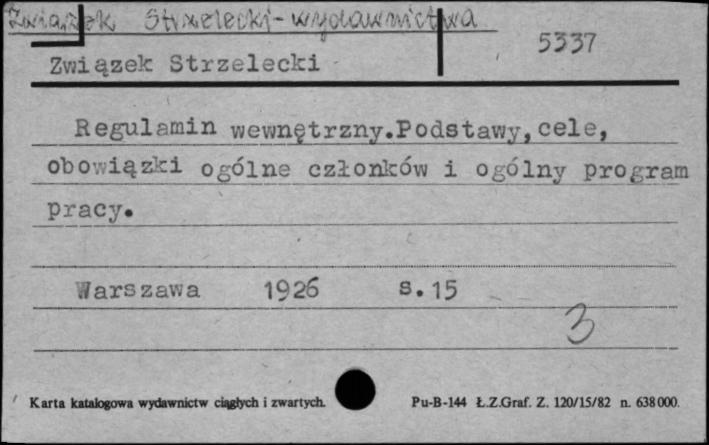 Związek Strzelecki-wydawnictwa
5337
Związek Strzelecki
Regulamin wewnętrzny.Podstawy,cele,
obowiązki ogólne członków i ogólny program
pracy.
Warszawa 1926 s.15
3
Karta katalogowa wydawnictw ciągłych i zwartych. Pu-B-144 Ł.Z.Graf. Z. 120/15/82 n. 638000.